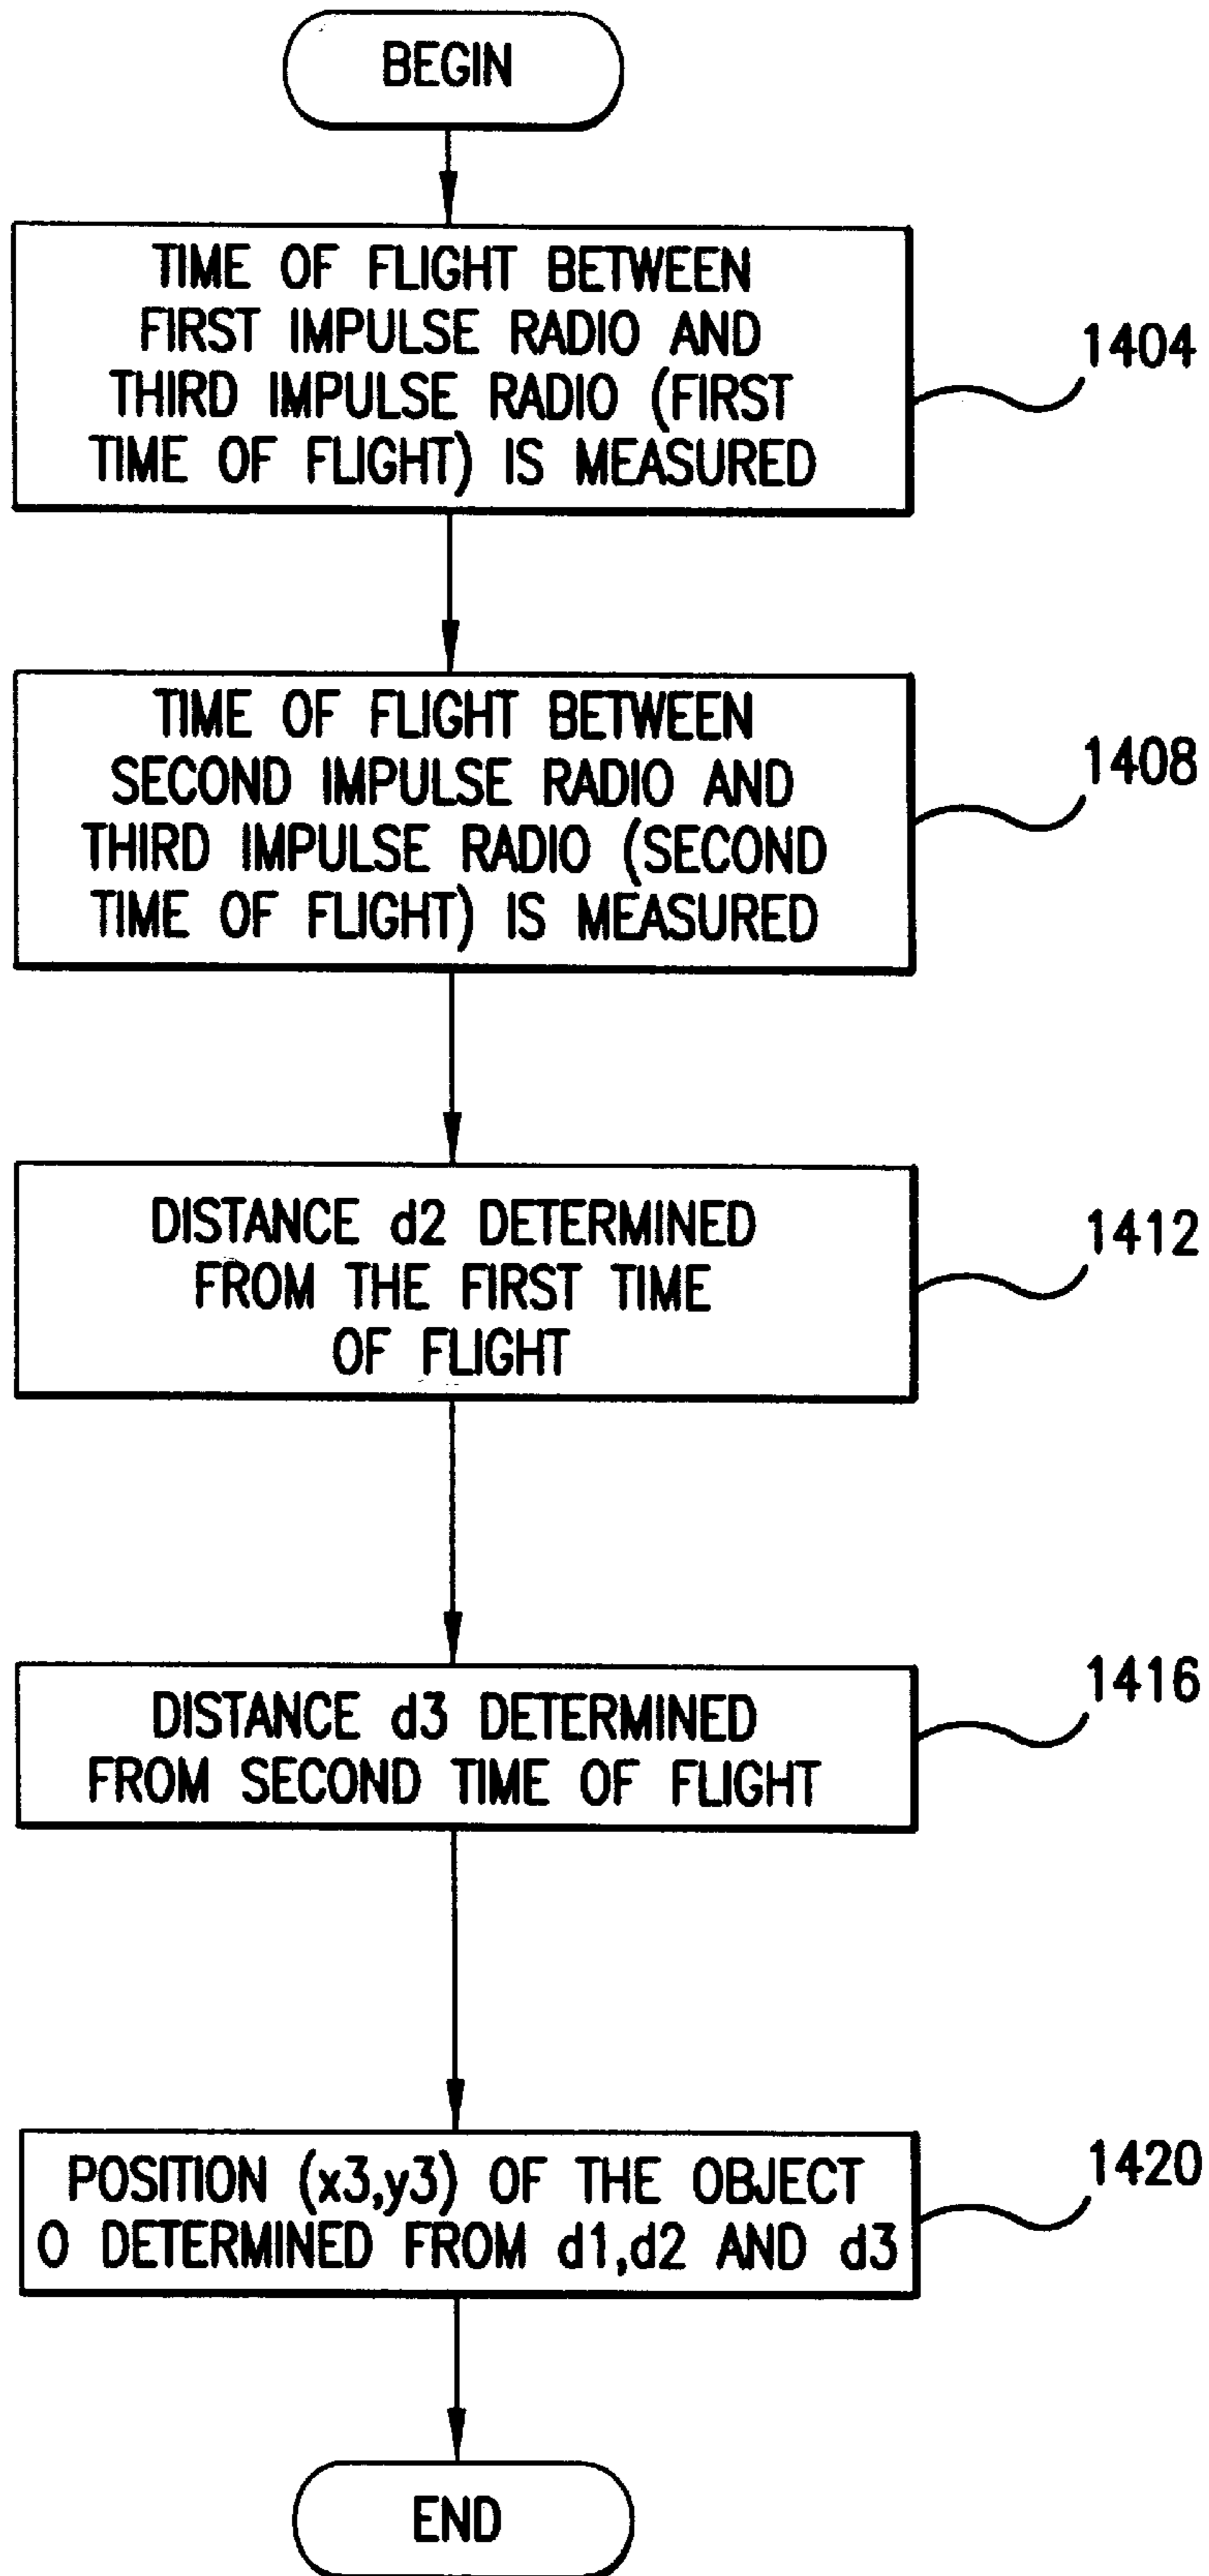 BEGIN
TIME OF FLIGHT BETWEEN
FIRST IMPULSE RADIO AND
THIRD IMPULSE RADIO (FIRST
TIME OF FLIGHT) IS MEASURED
1404
TIME OF FLIGHT BETWEEN
SECOND IMPULSE RADIO AND
THIRD IMPULSE RADIO (SECOND
TIME OF FLIGHT) IS MEASURED
1408
DISTANCE d2 DETERMINED
FROM THE FIRST TIME
OF FLIGHT
1412
DISTANCE d3 DETERMINED
FROM SECOND TIME OF FLIGHT
1416
POSITION (x3,y3) OF THE OBJECT
O DETERMINED FROM d1,d2 AND d3
1420
END